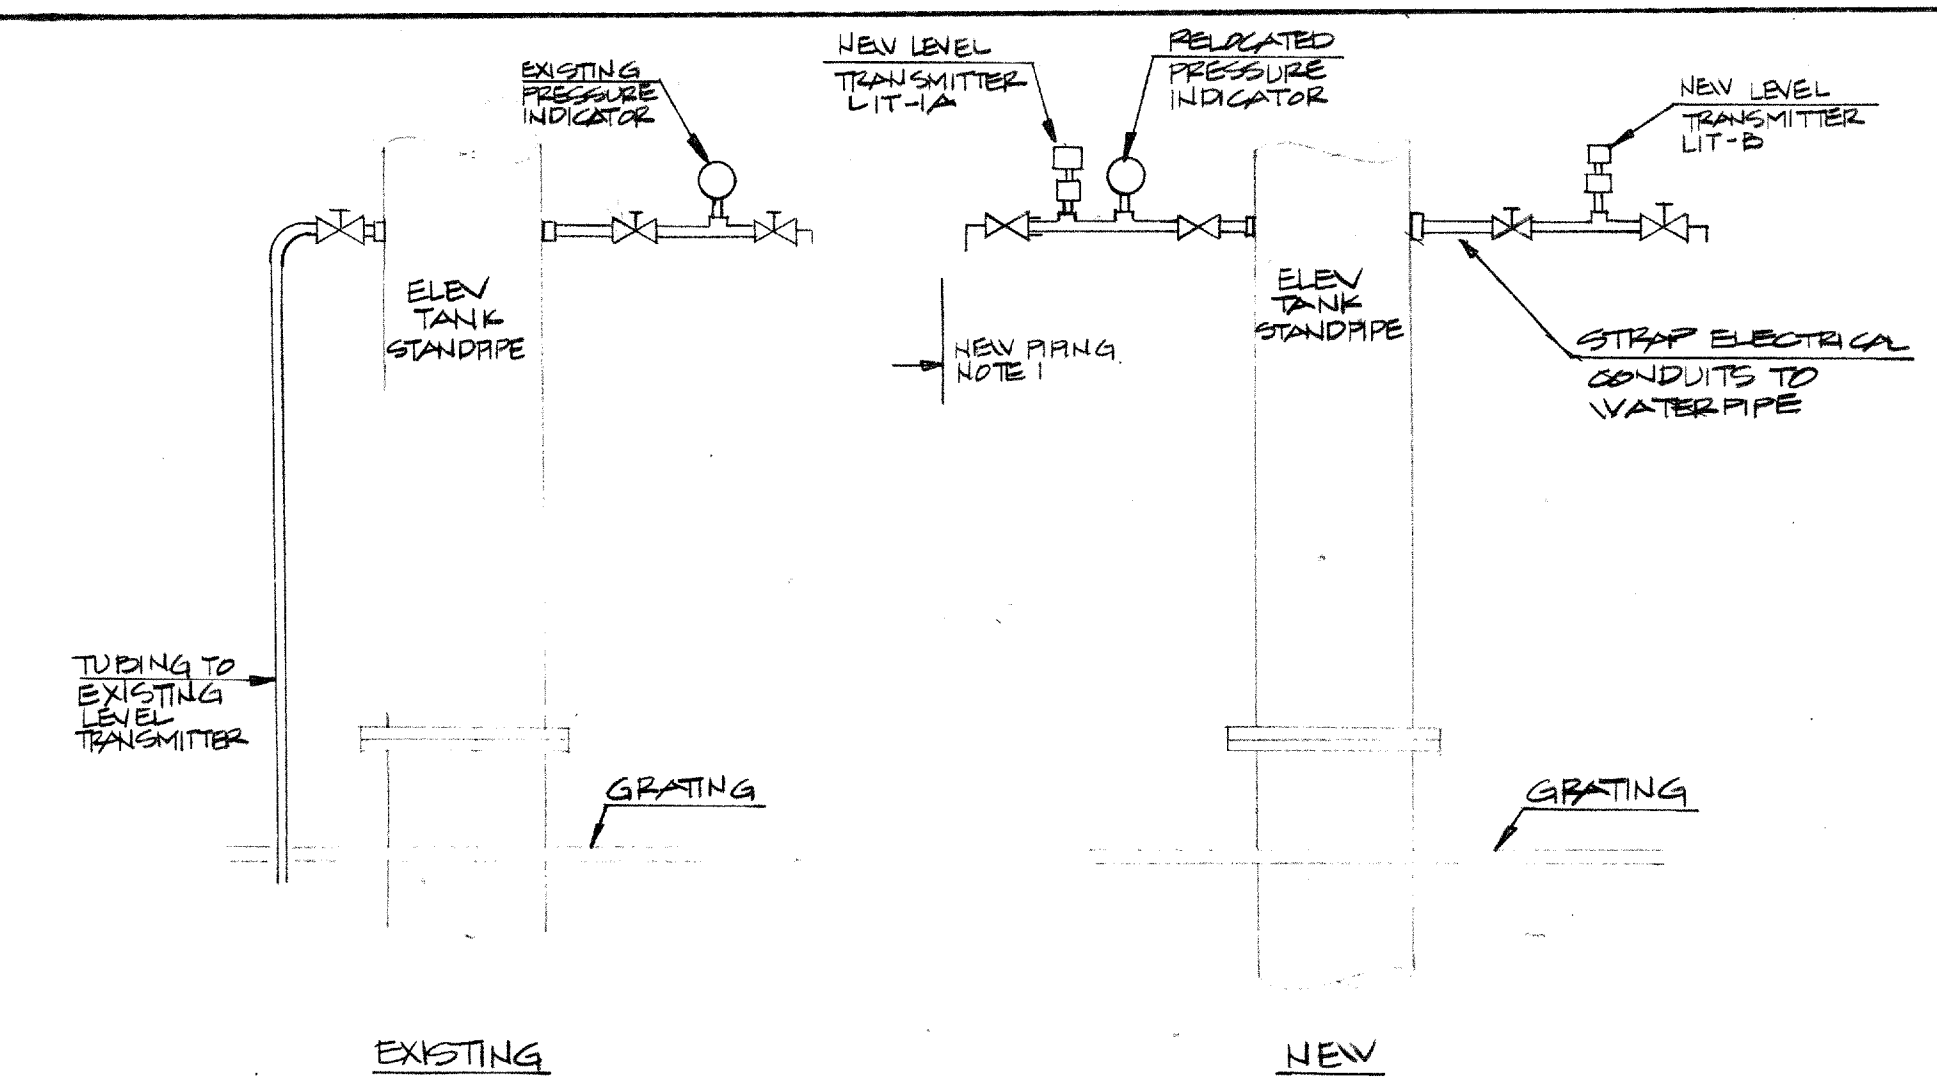 EXISTING
PRESSURE
INDICATOR
NEW LEVEL
TRANSMITTER
LIT-1A
RELOCATED
PRESSURE
INDICATOR
NEW LEVEL
TRANSMITTER
LIT-B
ELEV
TANK
STANDPIPE
ELEV
TANK
STANDPIPE
NEW PIPING
NOTE 1
STRAP ELECTRICAL
CONDUITS TO
WATER PIPE
TUBING TO
EXISTING
LEVEL
TRANSMITTER
GRATING
GRATING
EXISTING
NEW